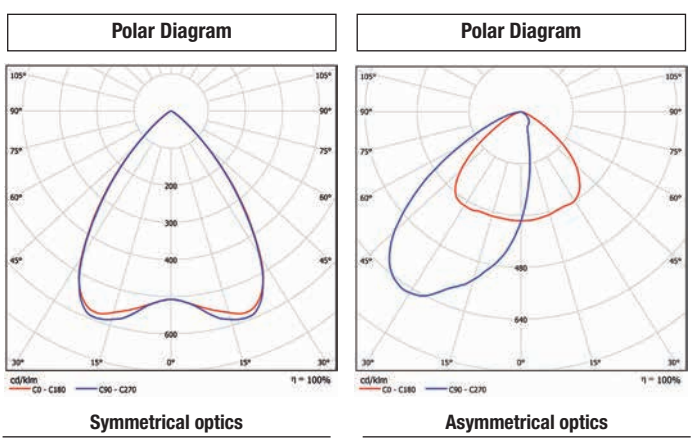 Polar Diagram
105° 105°
90° 90°
75° 75°
60° 60°
45° 45°
200
300
400
600
30° 15° 0° 15° 30°
cd/klm
C0 - C180 C90 - C270
η = 100%
Symmetrical optics
Polar Diagram
105° 105°
90° 90°
75° 75°
60° 60°
45° 45°
480
640
30° 15° 0° 15° 30°
cd/klm
C0 - C180 C90 - C270
η = 100%
Asymmetrical optics